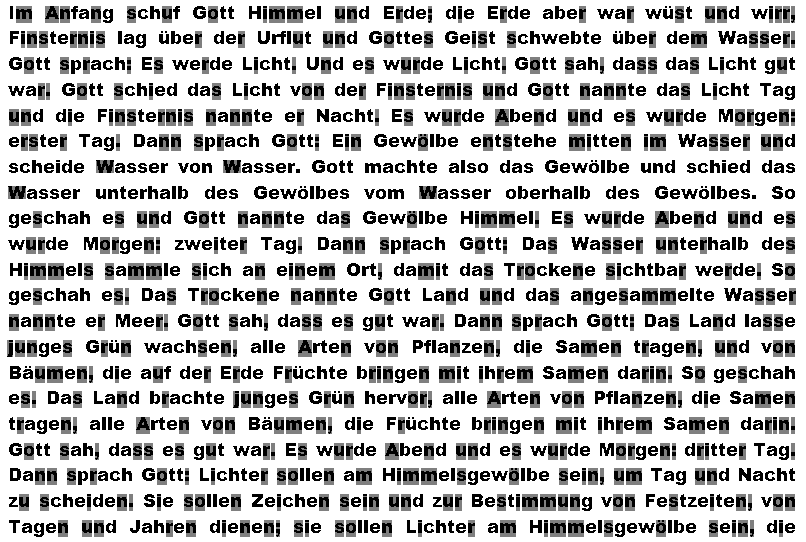 Im Anfang schuf Gott Himmel und Erde; die Erde aber war wüst und wirr,
Finsternis lag über der Urflut und Gottes Geist schwebte über dem Wasser.
Gott sprach: Es werde Licht. Und es wurde Licht. Gott sah, dass das Licht gut
war. Gott schied das Licht von der Finsternis und Gott nannte das Licht Tag
und die Finsternis nannte er Nacht. Es wurde Abend und es wurde Morgen:
erster Tag. Dann sprach Gott: Ein Gewölbe entstehe mitten im Wasser und
scheide Wasser von Wasser. Gott machte also das Gewölbe und schied das
Wasser unterhalb des Gewölbes vom Wasser oberhalb des Gewölbes. So
geschah es und Gott nannte das Gewölbe Himmel. Es wurde Abend und es
wurde Morgen: zweiter Tag. Dann sprach Gott: Das Wasser unterhalb des
Himmels sammle sich an einem Ort, damit das Trockene sichtbar werde. So
geschah es. Das Trockene nannte Gott Land und das angesammelte Wasser
nannte er Meer. Gott sah, dass es gut war. Dann sprach Gott: Das Land lasse
junges Grün wachsen, alle Arten von Pflanzen, die Samen tragen, und von
Bäumen, die auf der Erde Früchte bringen mit ihrem Samen darin. So geschah
es. Das Land brachte junges Grün hervor, alle Arten von Pflanzen, die Samen
tragen, alle Arten von Bäumen, die Früchte bringen mit ihrem Samen darin.
Gott sah, dass es gut war. Es wurde Abend und es wurde Morgen: dritter Tag.
Dann sprach Gott: Lichter sollen am Himmelsgewölbe sein, um Tag und Nacht
zu scheiden. Sie sollen Zeichen sein und zur Bestimmung von Festzeiten, von
Tagen und Jahren dienen; sie sollen Lichter am Himmelsgewölbe sein, die